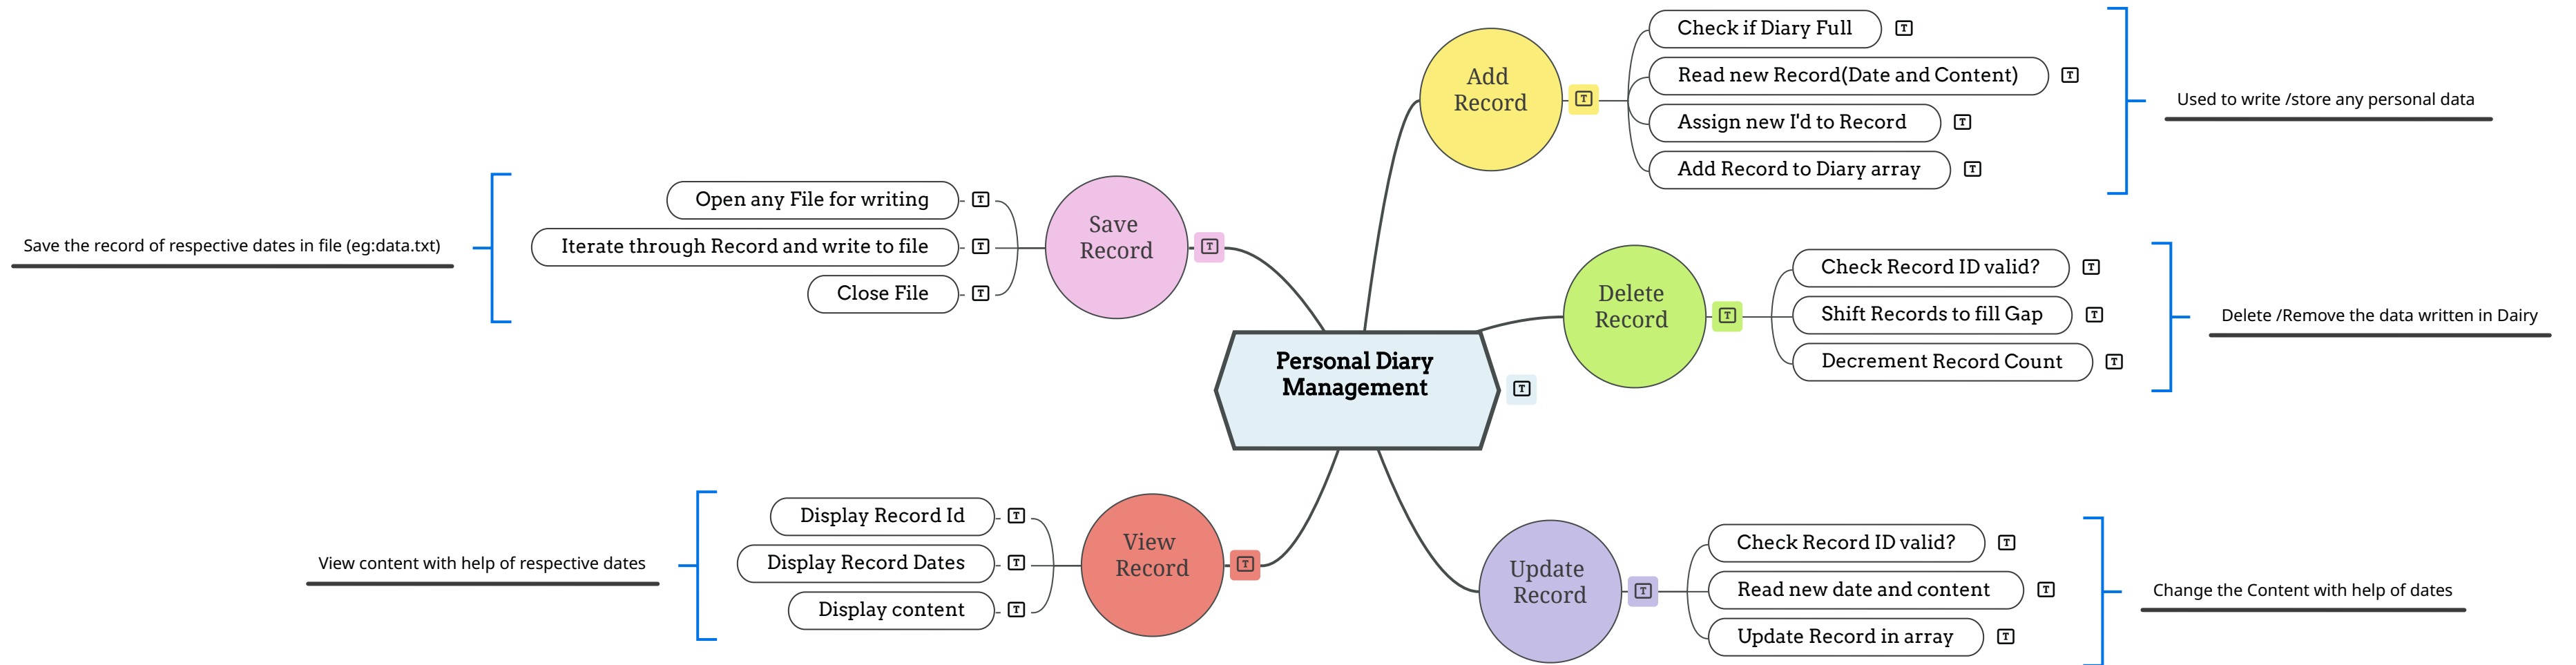 Personal Diary
Management
Add
Record
Check if Diary Full
Read new Record(Date and Content)
Assign new I'd to Record
Add Record to Diary array
Used to write /store any personal data
Delete
Record
Check Record ID valid?
Shift Records to fill Gap
Decrement Record Count
Delete /Remove the data written in Dairy
Update
Record
Check Record ID valid?
Read new date and content
Update Record in array
Change the Content with help of dates
Save
Record
Open any File for writing
Iterate through Record and write to file
Close File
Save the record of respective dates in file (eg:data.txt)
View
Record
Display Record Id
Display Record Dates
Display content
View content with help of respective dates